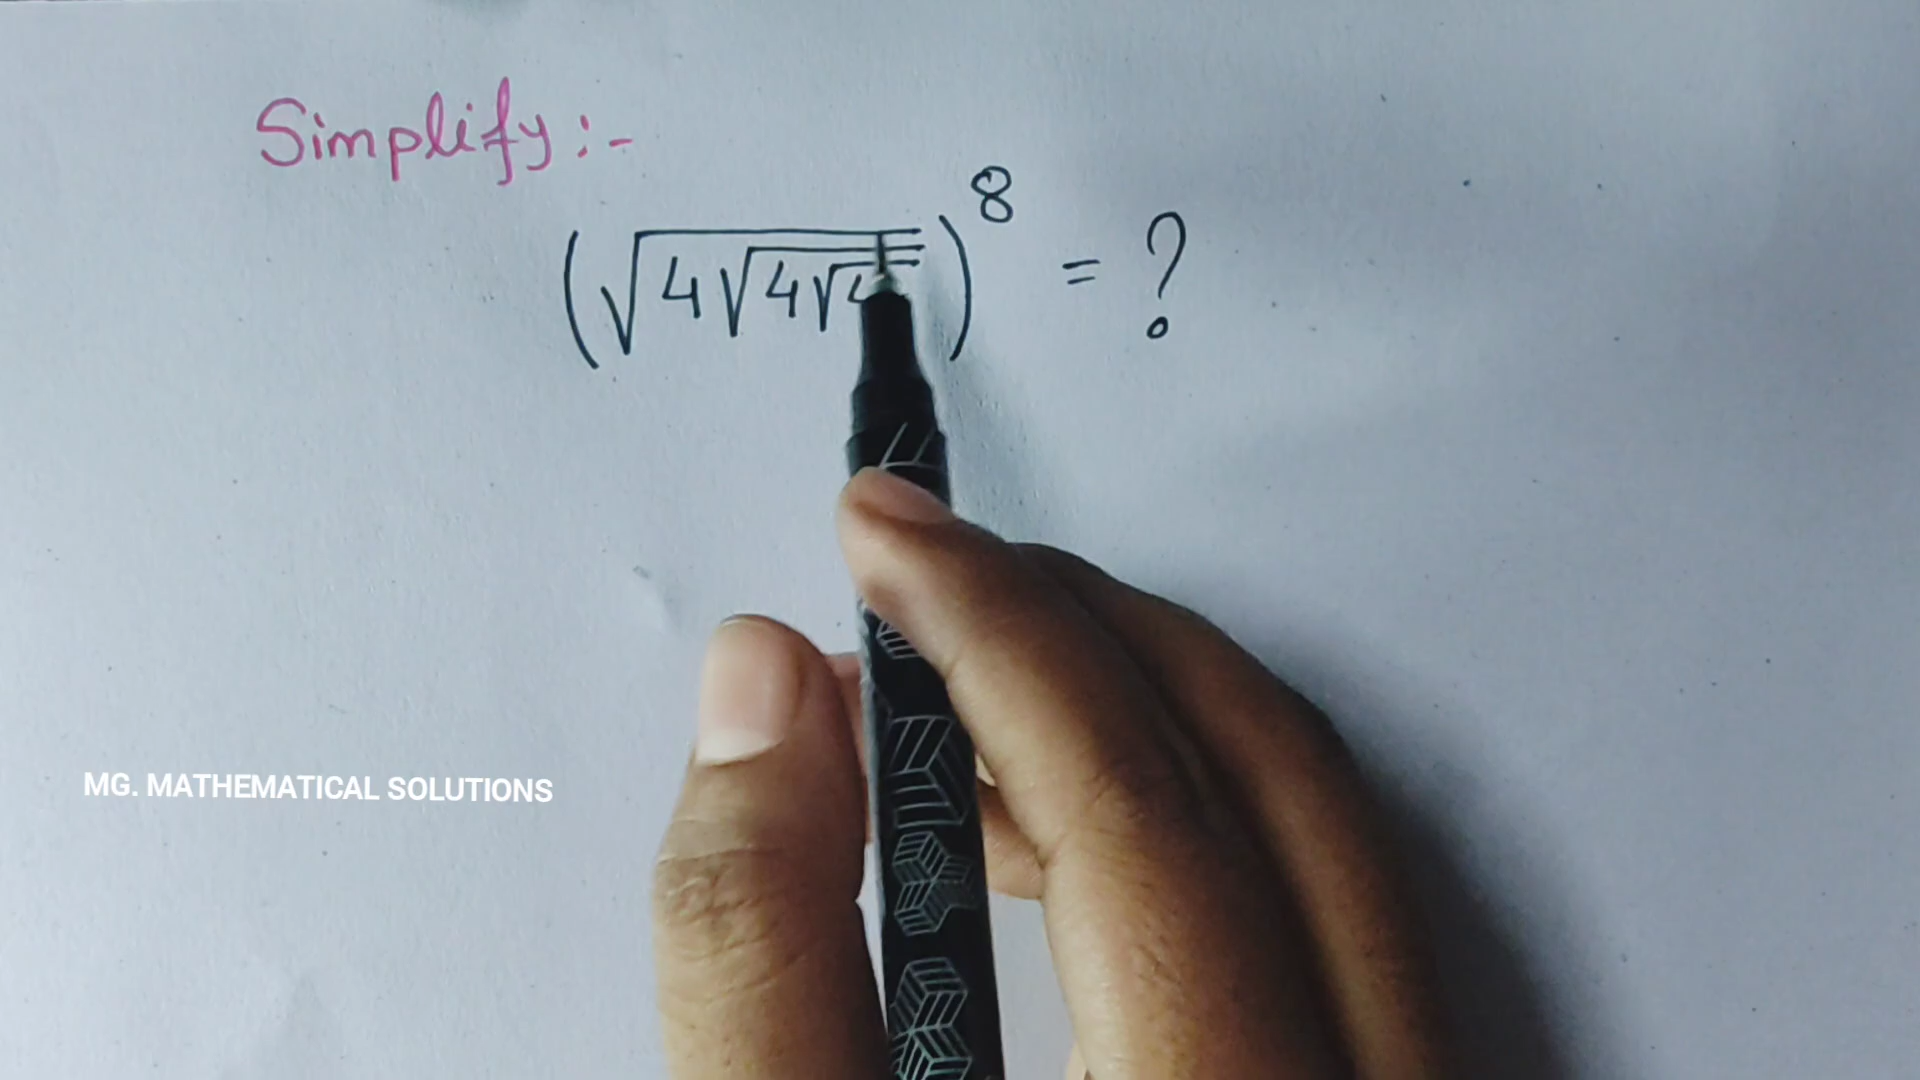 Simplify:-
(√4√4√4)^8 = ?
MG. MATHEMATICAL SOLUTIONS